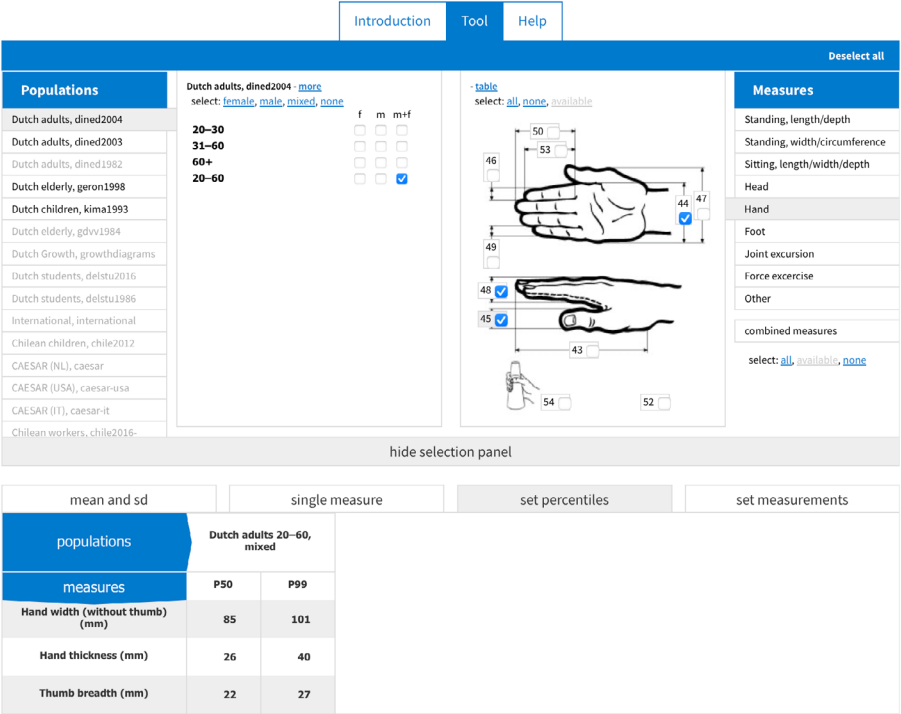 Introduction
Tool
Help
Deselect all
Populations
Dutch adults, dined2004
Dutch adults, dined2003
Dutch adults, dined1982
Dutch elderly, geron1998
Dutch children, kima1993
Dutch elderly, gdvv1984
Dutch Growth, growthdiagrams
Dutch students, delstu2016
Dutch students, delstu1986
International, international
Chilean children, chile2012
CAESAR (NL), caesar
CAESAR (USA), caesar-usa
CAESAR (IT), caesar-it
Chilean workers, chile2016-
Dutch adults, dined2004 - more
select: female, male, mixed, none
f m m+f
20–30
31–60
60+
20–60
- table
select: all, none, available
50
53
46
44
47
49
48
45
43
54
52
Measures
Standing, length/depth
Standing, width/circumference
Sitting, length/width/depth
Head
Hand
Foot
Joint excursion
Force excercise
Other
combined measures
select: all, available, none
hide selection panel
mean and sd
single measure
set percentiles
set measurements
populations
Dutch adults 20–60,
mixed
measures
P50 P99
Hand width (without thumb)
(mm)
85 101
Hand thickness (mm) 26 40
Thumb breadth (mm) 22 27